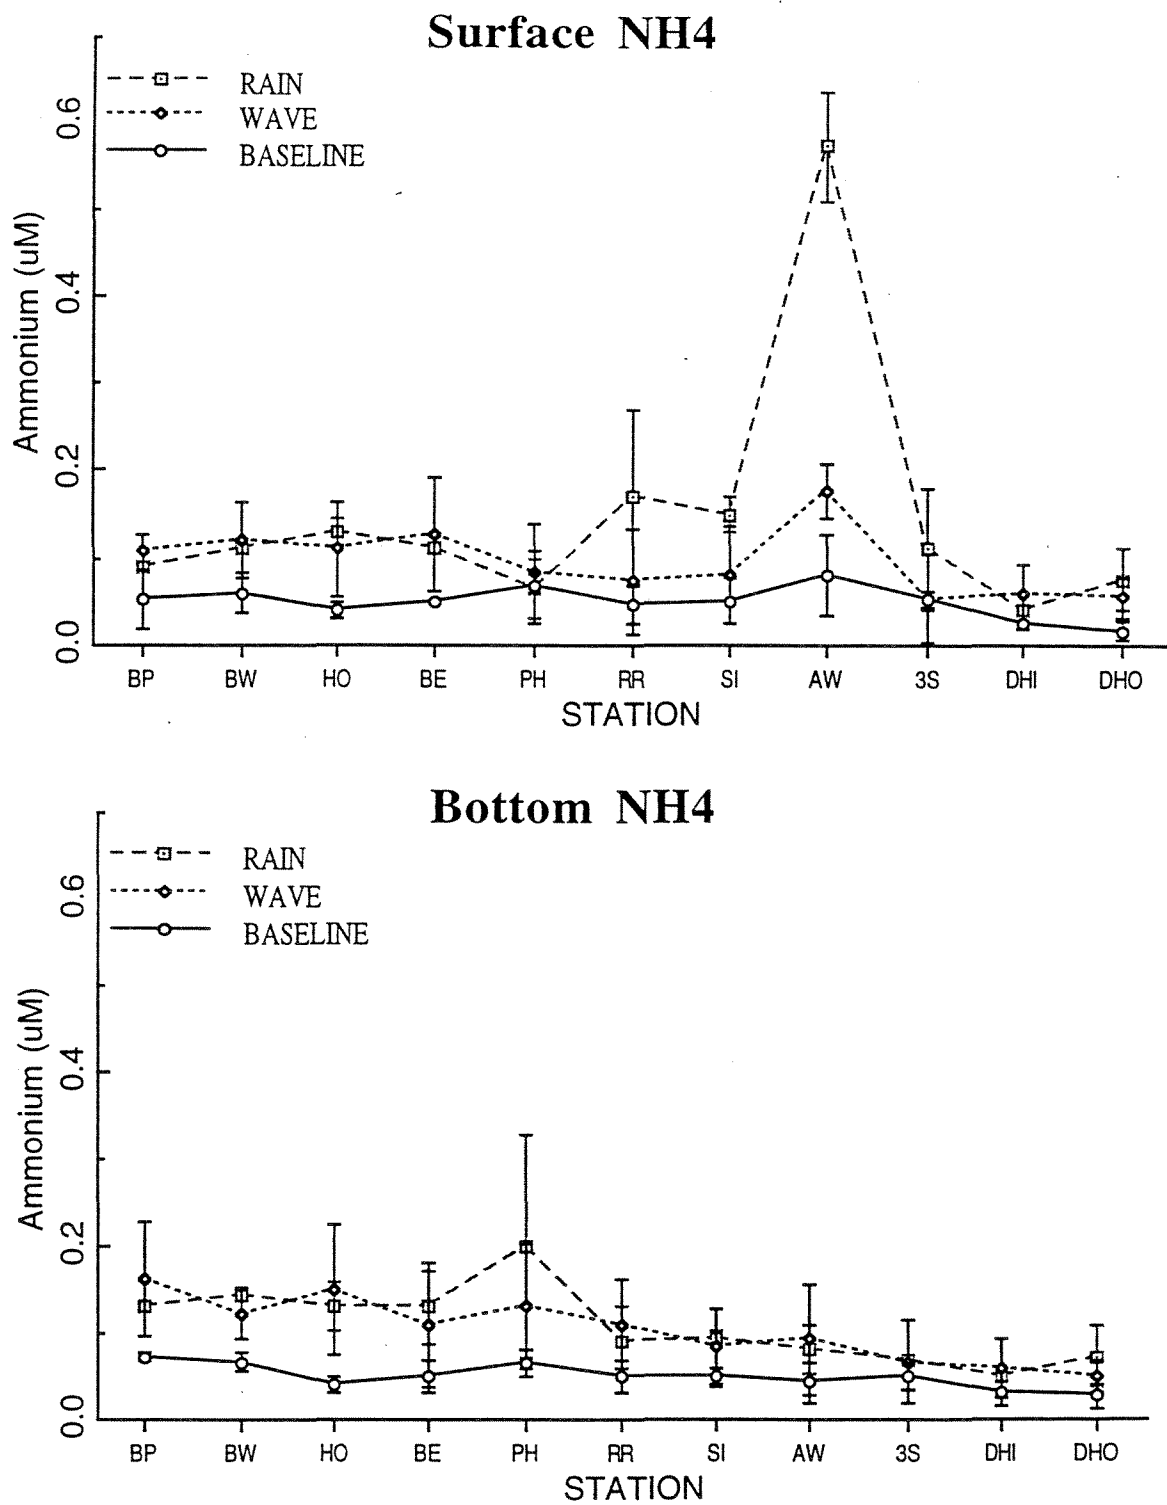 Surface NH4
RAIN
WAVE
BASELINE
Ammonium (uM)
0.6
0.4
0.2
0.0
BP BW HO BE PH RR SI AW 3S DHI DHO
STATION
Bottom NH4
RAIN
WAVE
BASELINE
Ammonium (uM)
0.6
0.4
0.2
0.0
BP BW HO BE PH RR SI AW 3S DHI DHO
STATION